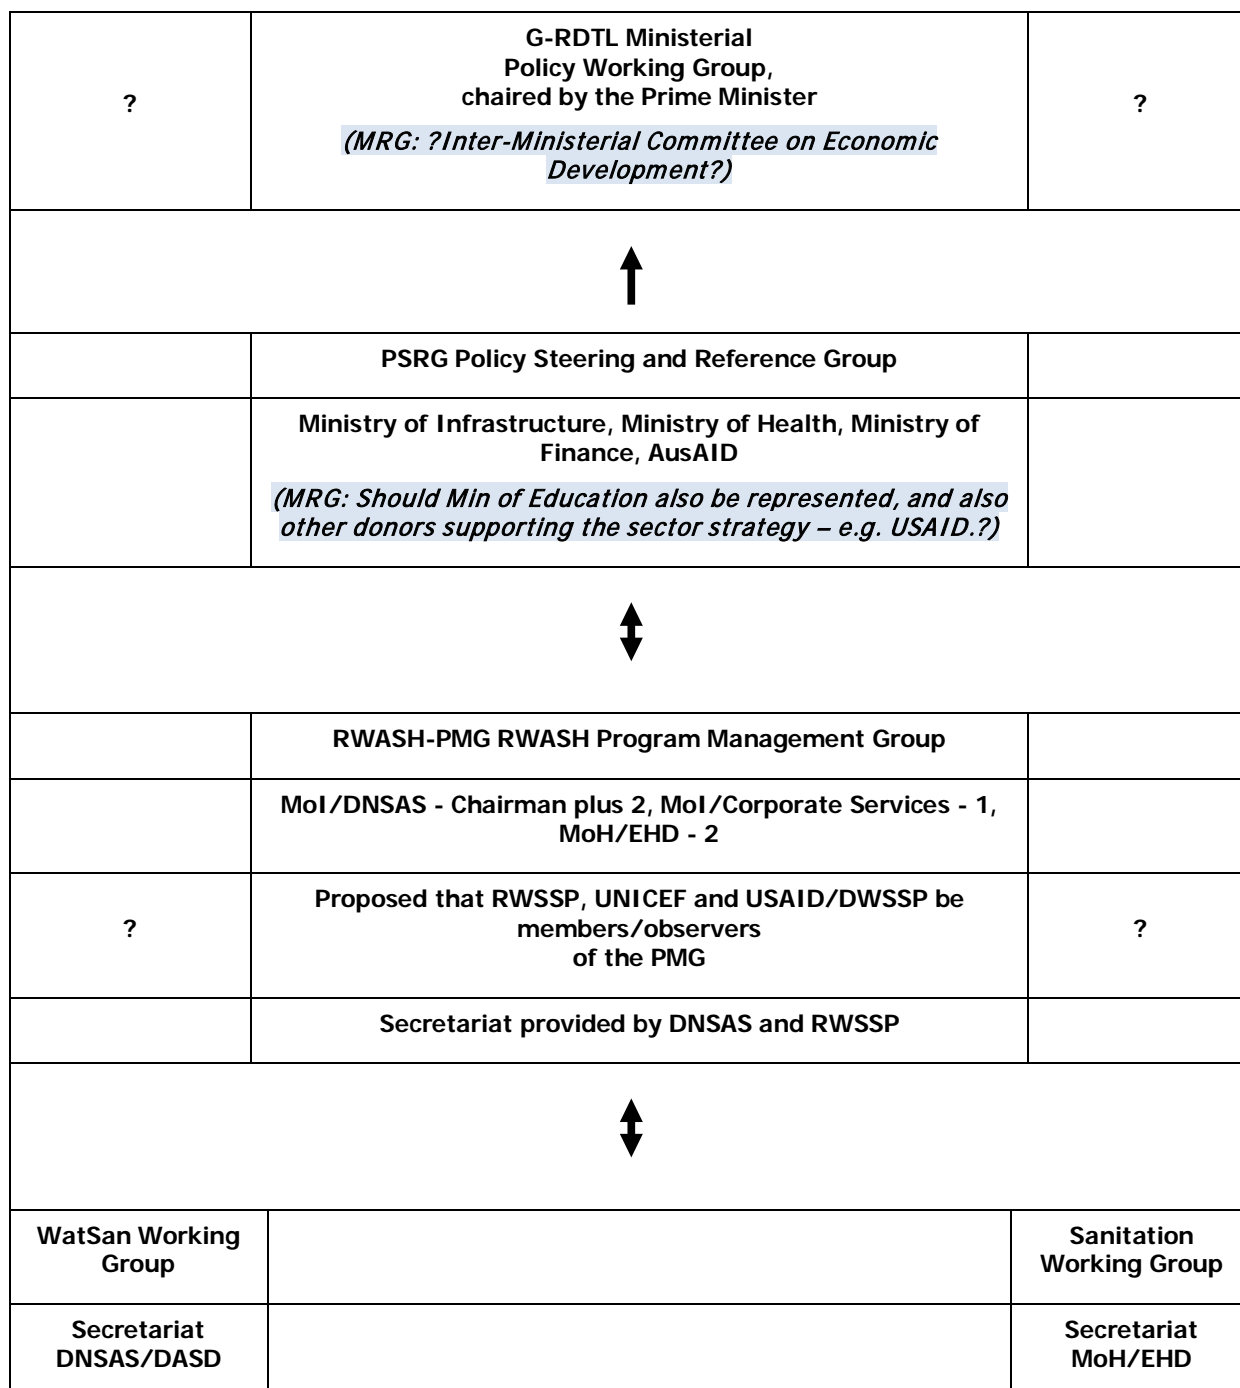 G-RDTL Ministerial
Policy Working Group,
? chaired by the Prime Minister ?
(MRG: ?Inter-Ministerial Committee on Economic
Development?)
PSRG Policy Steering and Reference Group
Ministry of Infrastructure, Ministry of Health, Ministry of
Finance, AusAID
(MRG: Should Min of Education also be represented, and also
other donors supporting the sector strategy – e.g. USAID.?)
RWASH-PMG RWASH Program Management Group
MoI/DNSAS - Chairman plus 2, MoI/Corporate Services - 1,
MoH/EHD - 2
Proposed that RWSSP, UNICEF and USAID/DWSSP be
? members/observers ?
of the PMG
Secretariat provided by DNSAS and RWSSP
WatSan Working
Group
Sanitation
Working Group
Secretariat
DNSAS/DASD
Secretariat
MoH/EHD